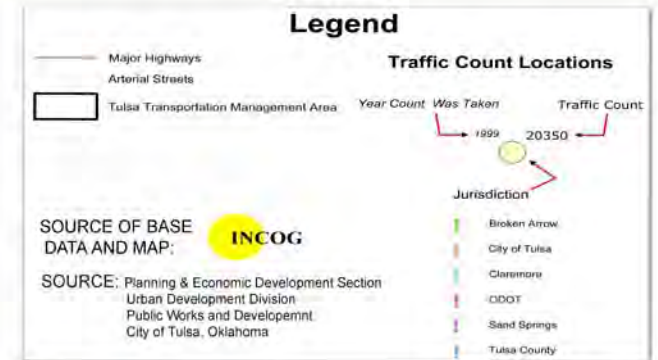 Legend
Major Highways
Arterial Streets
Tulsa Transportation Management Area
Traffic Count Locations
Year Count Was Taken
Traffic Count
1999
20350
Jurisdiction
Broken Arrow
City of Tulsa
Claremore
ODOT
Sand Springs
Tulsa County
SOURCE OF BASE
DATA AND MAP:
INCOG
SOURCE: Planning & Economic Development Section
Urban Development Division
Public Works and Developemnt
City of Tulsa, Oklahoma